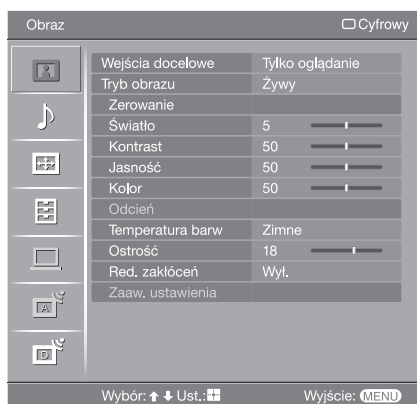 Obraz Cyfrowy
Wejścia docelowe Tylko oglądanie
Tryb obrazu Żywy
Zerowanie
Światło 5
Kontrast 50
Jasność 50
Kolor 50
Odcień
Temperatura barw Zimne
Ostrość 18
Red. zakłóceń Wył.
Zaaw. ustawienia
A
D
Wybór: Ust.: Wyjście: MENU